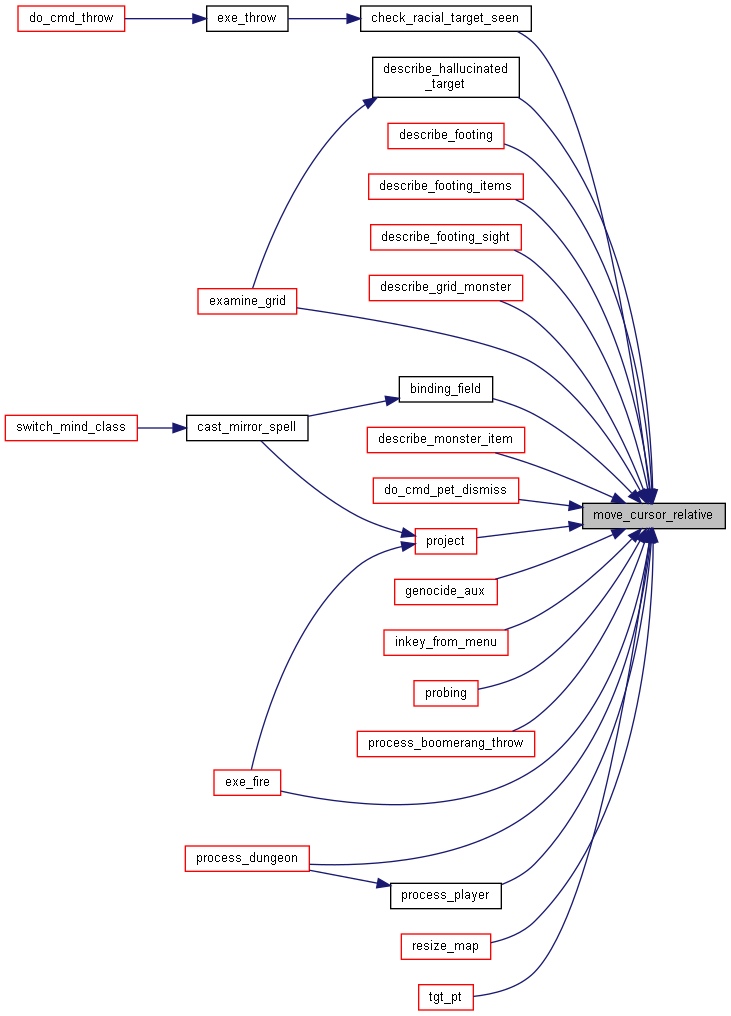 do_cmd_throw
exe_throw
check_racial_target_seen
describe_hallucinated
_target
describe_footing
describe_footing_items
describe_footing_sight
describe_grid_monster
examine_grid
binding_field
switch_mind_class
cast_mirror_spell
describe_monster_item
do_cmd_pet_dismiss
move_cursor_relative
project
genocide_aux
inkey_from_menu
probing
process_boomerang_throw
exe_fire
process_dungeon
process_player
resize_map
tgt_pt